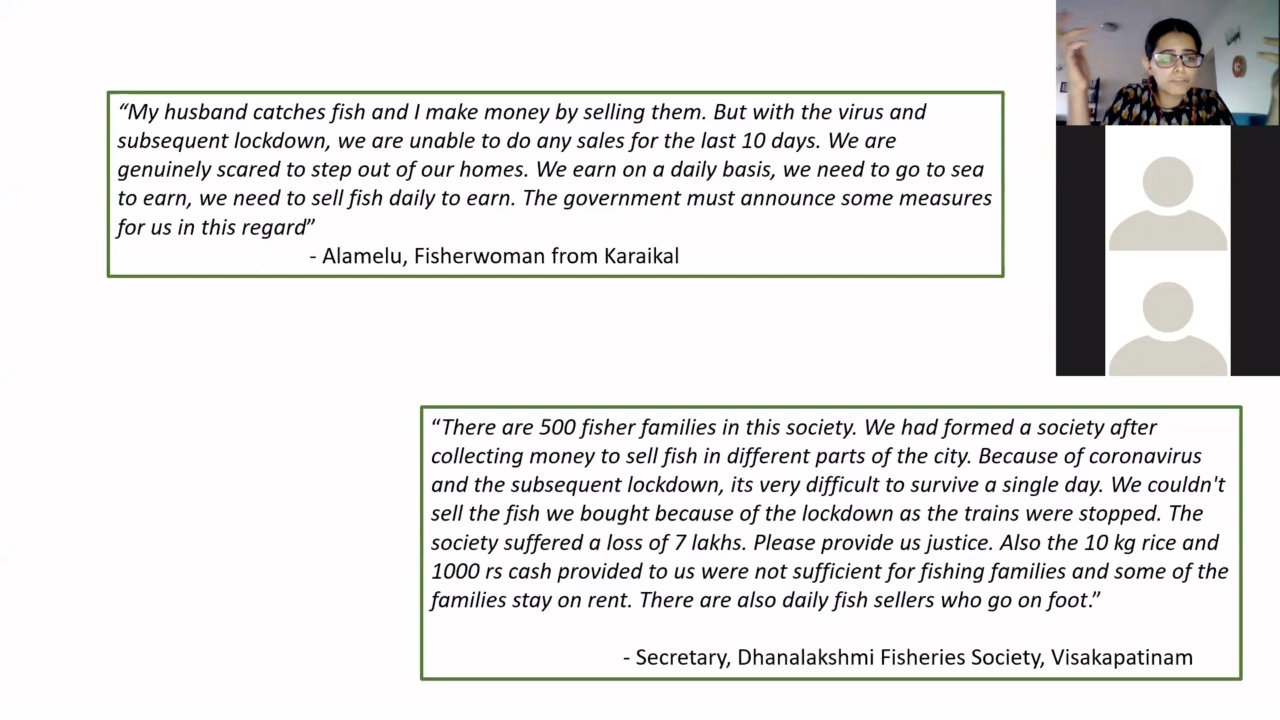 “My husband catches fish and I make money by selling them. But with the virus and
subsequent lockdown, we are unable to do any sales for the last 10 days. We are
genuinely scared to step out of our homes. We earn on a daily basis, we need to go to sea
to earn, we need to sell fish daily to earn. The government must announce some measures
for us in this regard”
- Alamelu, Fisherwoman from Karaikal
“There are 500 fisher families in this society. We had formed a society after
collecting money to sell fish in different parts of the city. Because of coronavirus
and the subsequent lockdown, its very difficult to survive a single day. We couldn't
sell the fish we bought because of the lockdown as the trains were stopped. The
society suffered a loss of 7 lakhs. Please provide us justice. Also the 10 kg rice and
1000 rs cash provided to us were not sufficient for fishing families and some of the
families stay on rent. There are also daily fish sellers who go on foot.”
- Secretary, Dhanalakshmi Fisheries Society, Visakapatinam